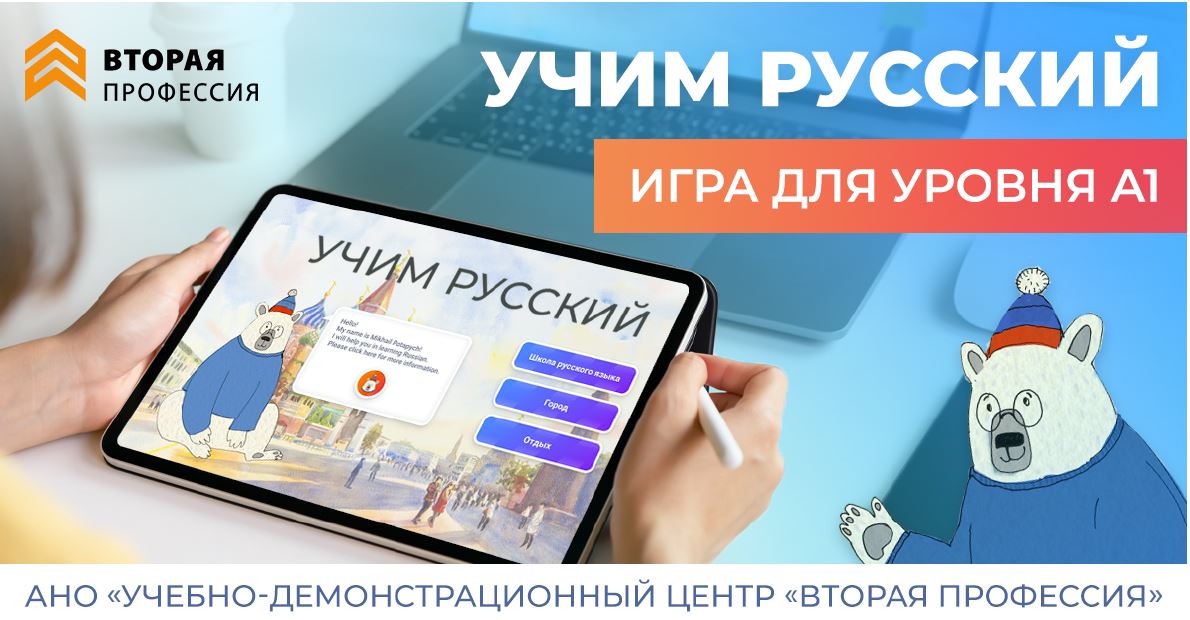 ВТОРАЯ
ПРОФЕССИЯ
УЧИМ РУССКИЙ
ИГРА ДЛЯ УРОВНЯ А1
УЧИМ РУССКИЙ
Hello!
My name is Mikhail Potapych!
I will help you in learning Russian.
Please click here for more information.
Школа русского языка
Город
Отдых
АНО «УЧЕБНО-ДЕМОНСТРАЦИОННЫЙ ЦЕНТР «ВТОРАЯ ПРОФЕССИЯ»